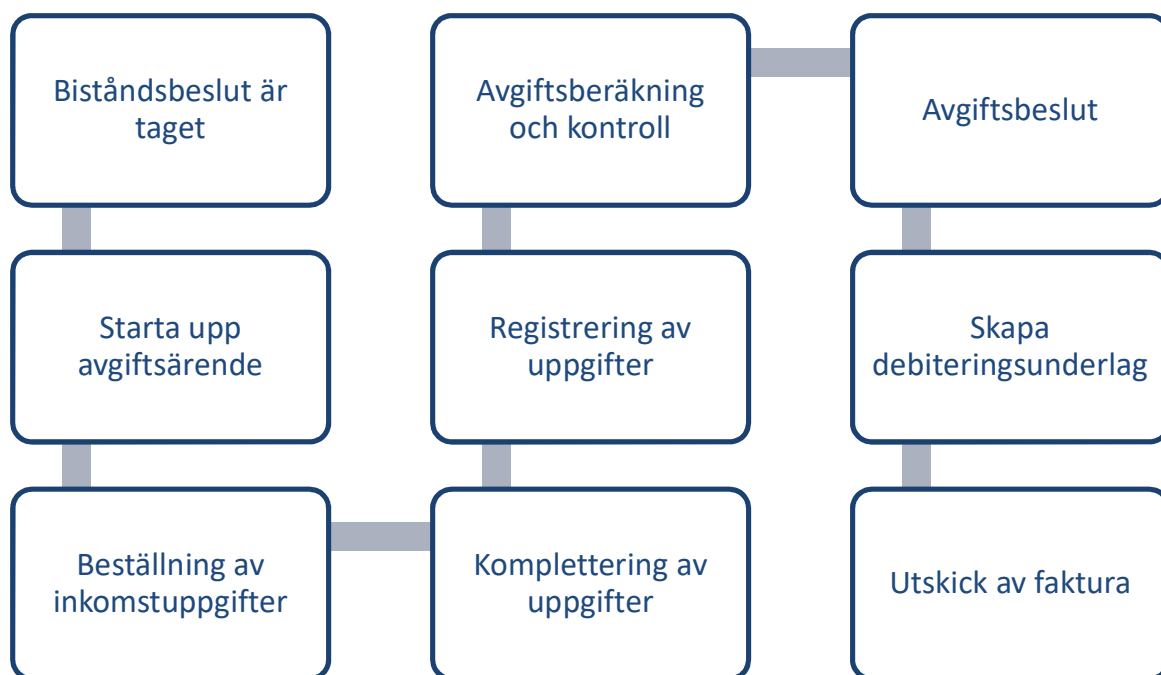 Biståndsbeslut är
taget
Starta upp
avgiftsärende
Beställning av
inkomstuppgifter
Komplettering av
uppgifter
Registrering av
uppgifter
Avgiftsberäkning
och kontroll
Avgiftsbeslut
Skapa
debiteringsunderlag
Utskick av faktura